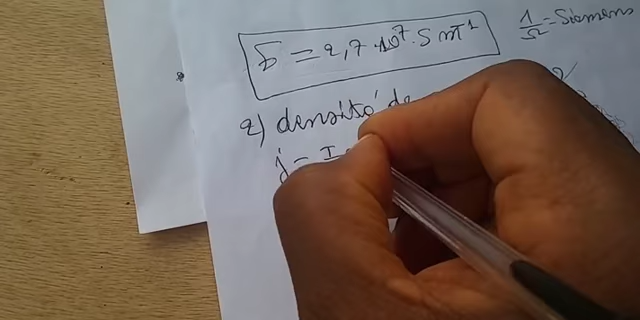 σ = 2,7 · 10⁷ · S m⁻¹
1/Ω = Siemens
2) densité de
j = I